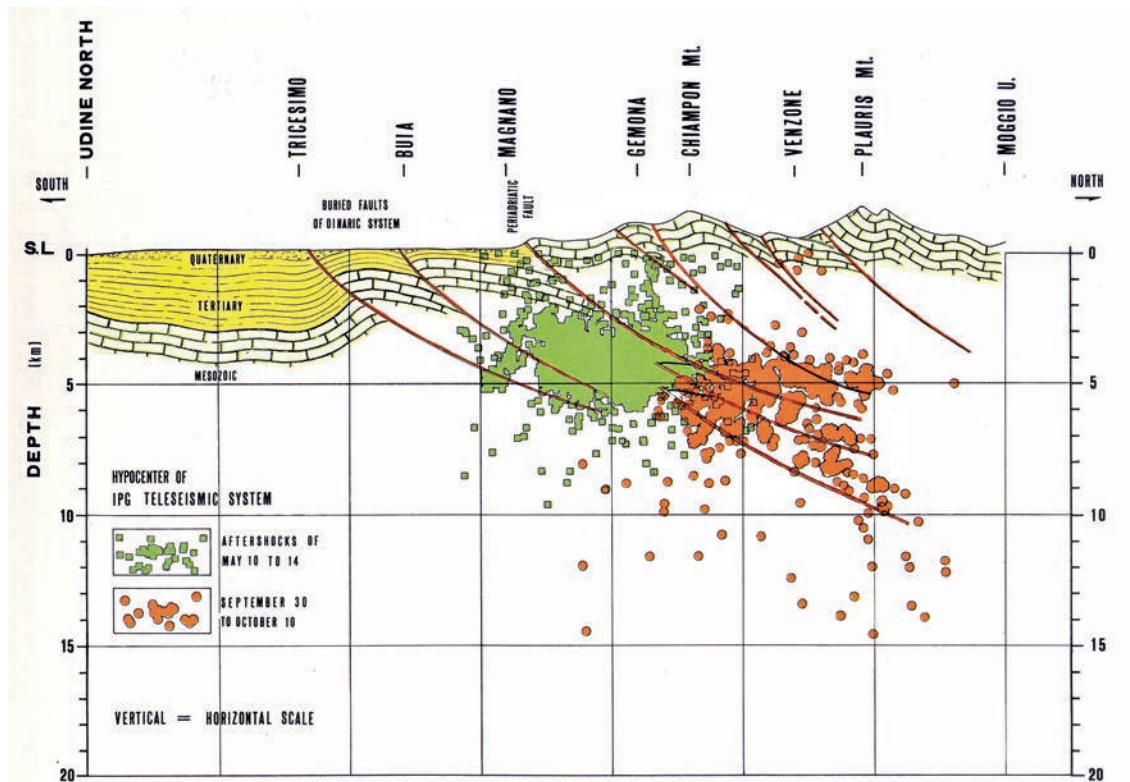 UDINE NORTH
TRICESIMO
BUIA
MAGNANO
GEMONA
CHIAMPON Mt.
VENZONE
PLAURIS Mt.
MOGGIO U.
SOUTH
NORTH
BURIED FAULTS
OF DINARIC SYSTEM
PERIADRIATIC
FAULT
S.L
0
0
QUATERNARY
TERTIARY
MESOZOIC
5
5
DEPTH (km)
HYPOCENTER OF
IPG TELESEISMIC SYSTEM
AFTERSHOCKS OF
MAY 10 TO 14
SEPTEMBER 30
TO OCTOBER 10
10
10
15
15
VERTICAL = HORIZONTAL SCALE
20
20